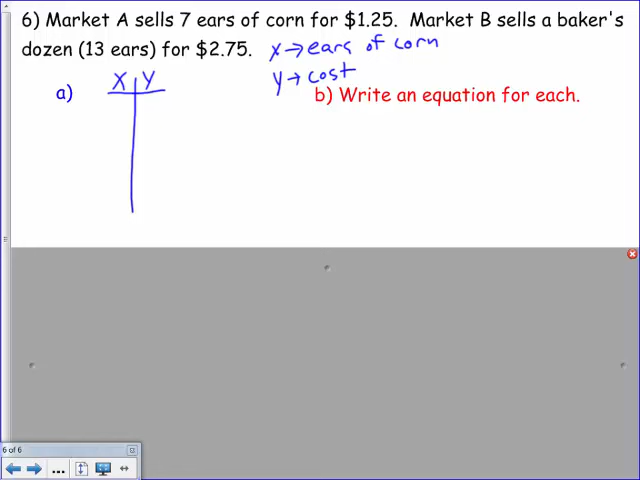 6) Market A sells 7 ears of corn for $1.25.  Market B sells a baker's
dozen (13 ears) for $2.75.  x → ears of corn
y → cost
a)
X Y
b) Write an equation for each.
6 of 6
...